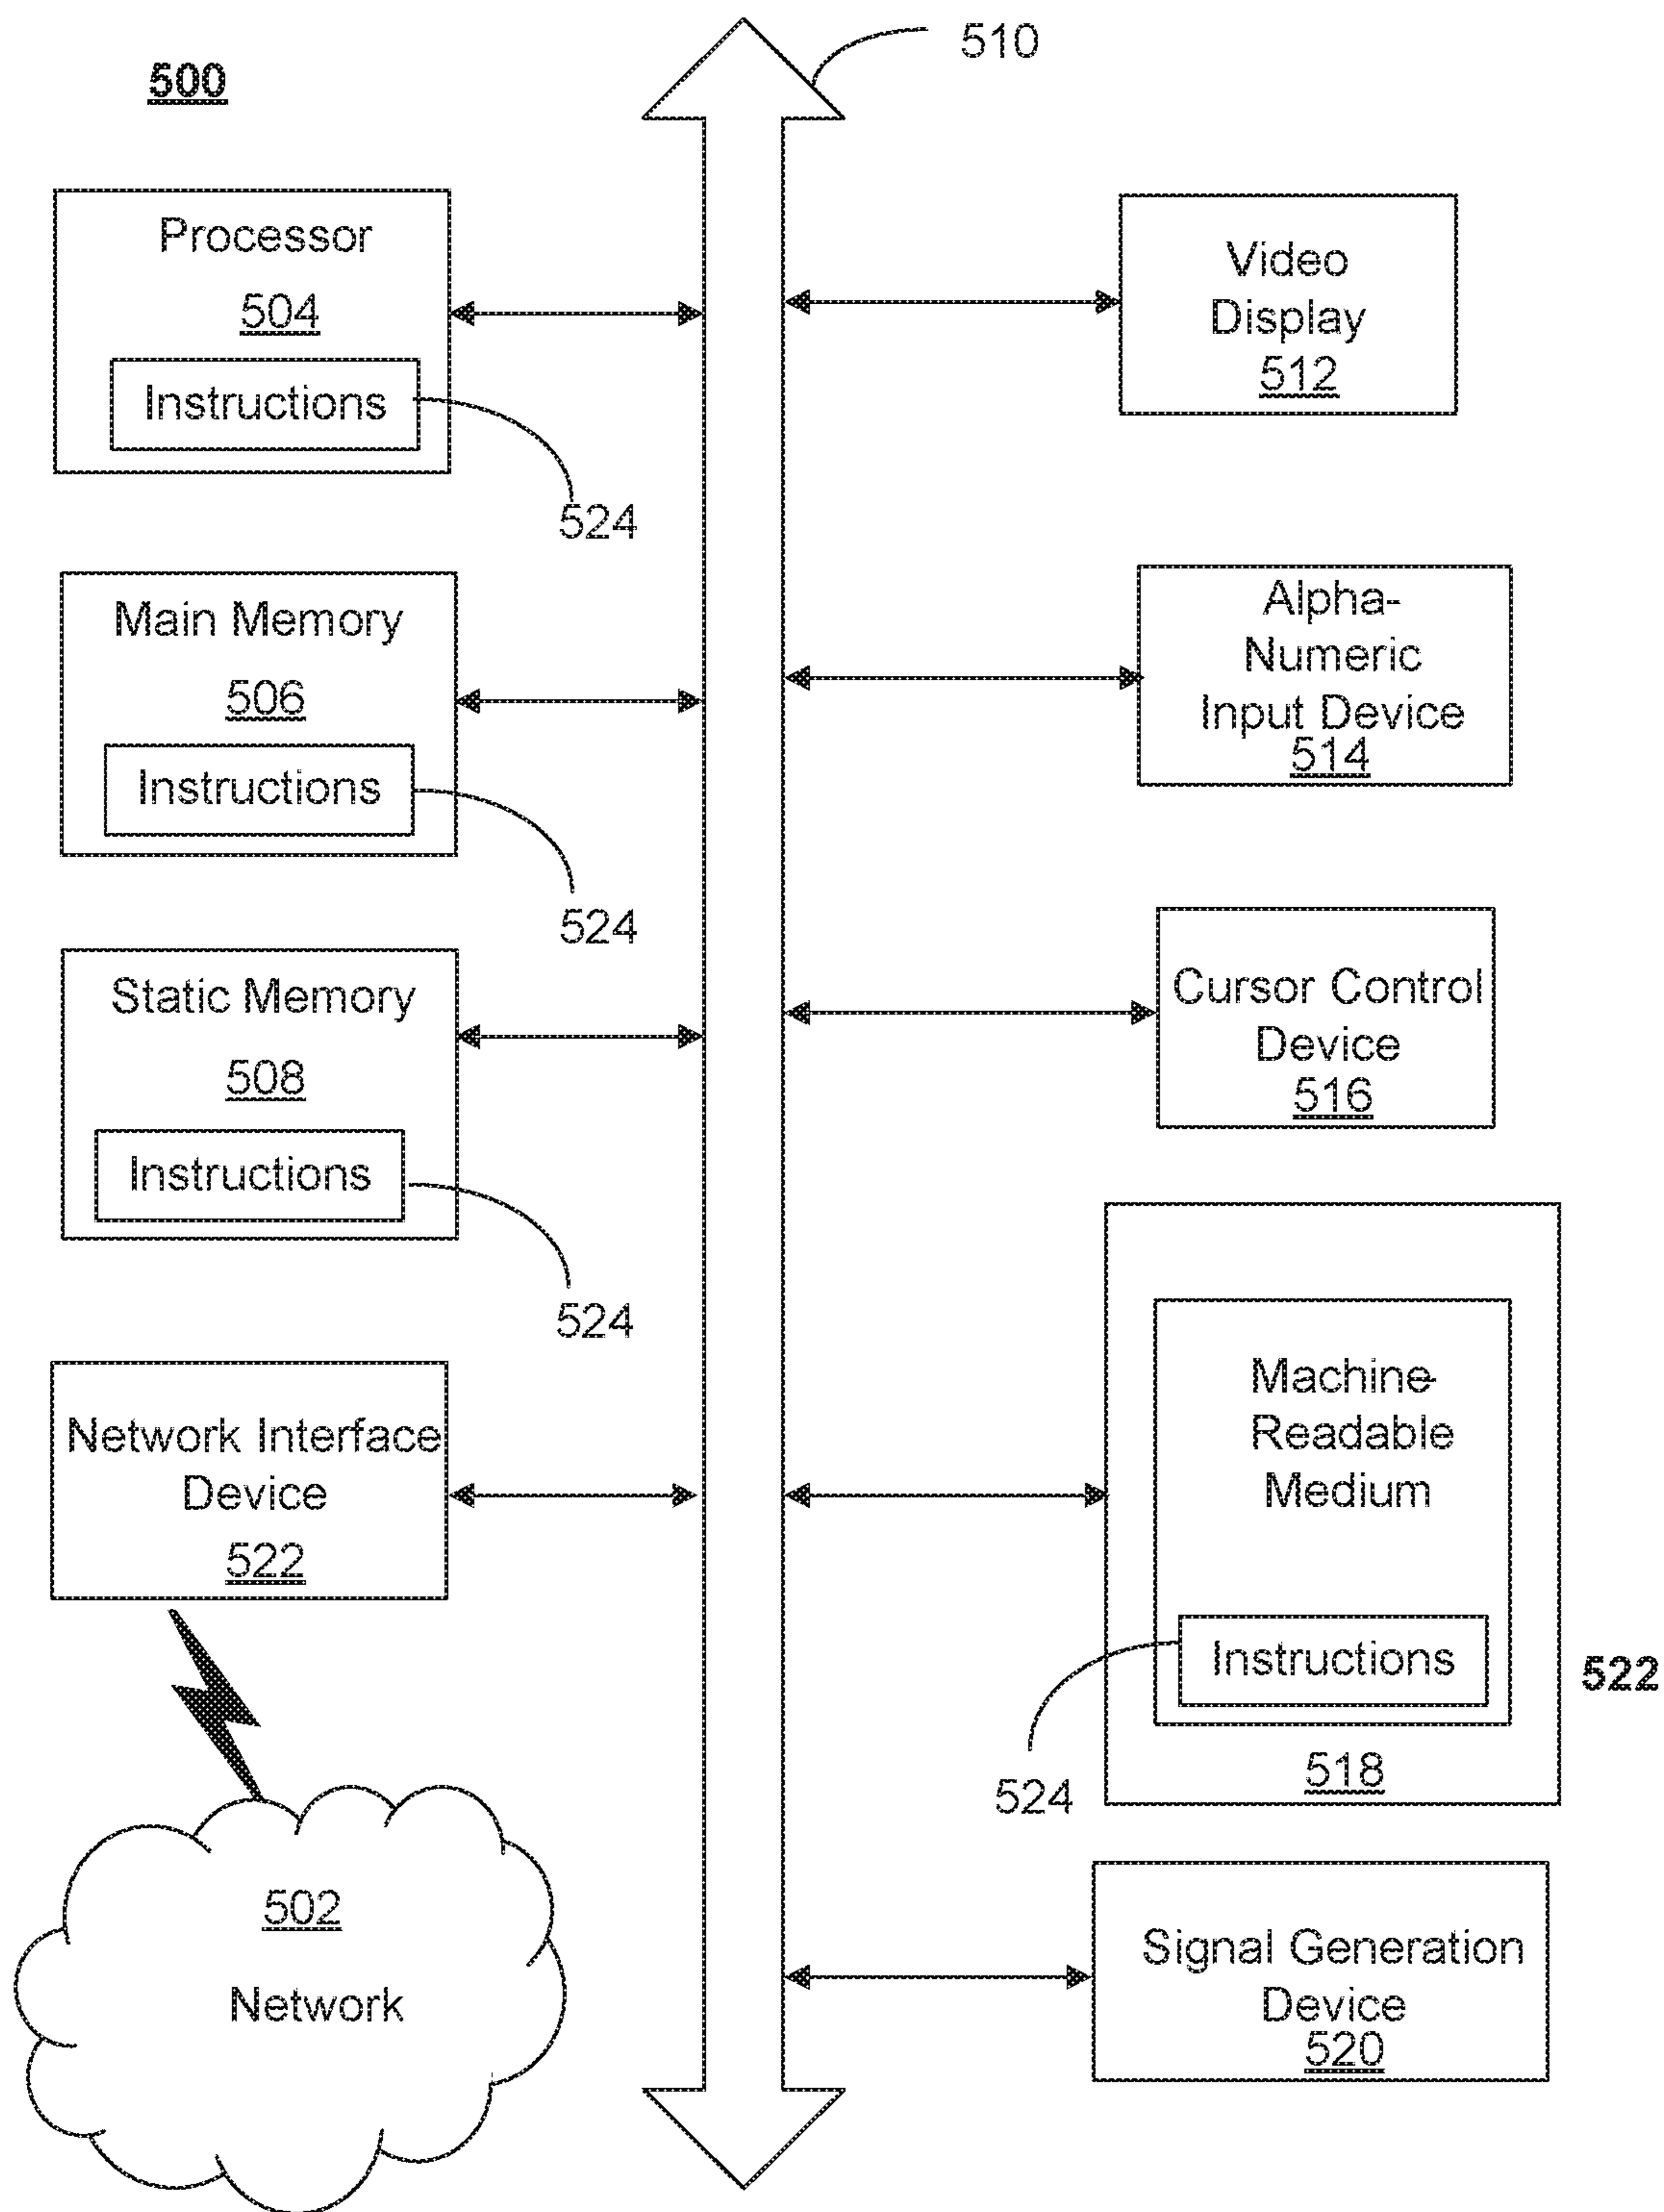 500
510
Processor
504
Instructions
524
Main Memory
506
Instructions
524
Static Memory
508
Instructions
524
Network Interface
Device
522
502
Network
Video
Display
512
Alpha-
Numeric
Input Device
514
Cursor Control
Device
516
Machine-
Readable
Medium
Instructions
522
524
518
Signal Generation
Device
520